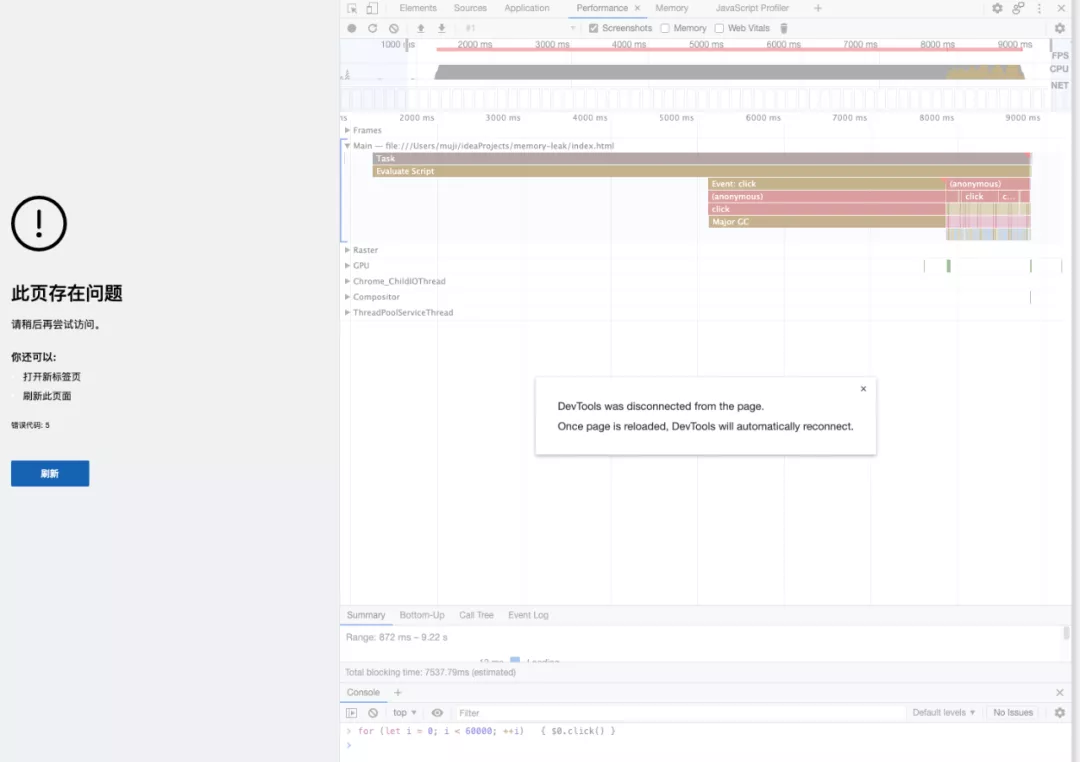 此页存在问题
请稍后再尝试访问。
你还可以:
打开新标签页
刷新此页面
错误代码: 5
刷新
Elements Sources Application Performance × Memory JavaScript Profiler +
#1 Screenshots Memory Web Vitals
1000 ms 2000 ms 3000 ms 4000 ms 5000 ms 6000 ms 7000 ms 8000 ms 9000 ms
FPS
CPU
NET
ms 2000 ms 3000 ms 4000 ms 5000 ms 6000 ms 7000 ms 8000 ms 9000 ms
Frames
Main — file:///Users/muji/ideaProjects/memory-leak/index.html
Task
Evaluate Script
Event: click (anonymous)
(anonymous) click c...
click
Major GC
Raster
GPU
Chrome_ChildIOThread
Compositor
ThreadPoolServiceThread
DevTools was disconnected from the page.
Once page is reloaded, DevTools will automatically reconnect.
Summary Bottom-Up Call Tree Event Log
Range: 872 ms – 9.22 s
Loading
Total blocking time: 7537.79ms (estimated)
Console +
top Filter Default levels No Issues
> for (let i = 0; i < 60000; ++i) { $0.click() }
>